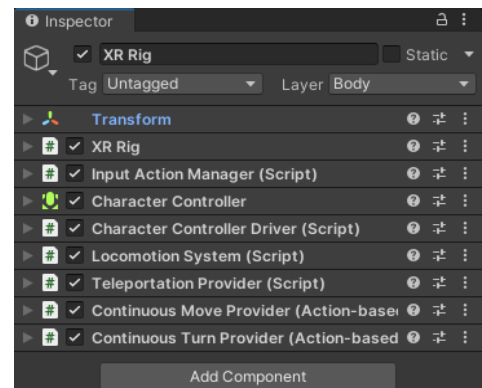 Inspector
XR Rig Static
Tag Untagged Layer Body
Transform
# XR Rig
# Input Action Manager (Script)
Character Controller
# Character Controller Driver (Script)
# Locomotion System (Script)
# Teleportation Provider (Script)
# Continuous Move Provider (Action-base
# Continuous Turn Provider (Action-based
Add Component